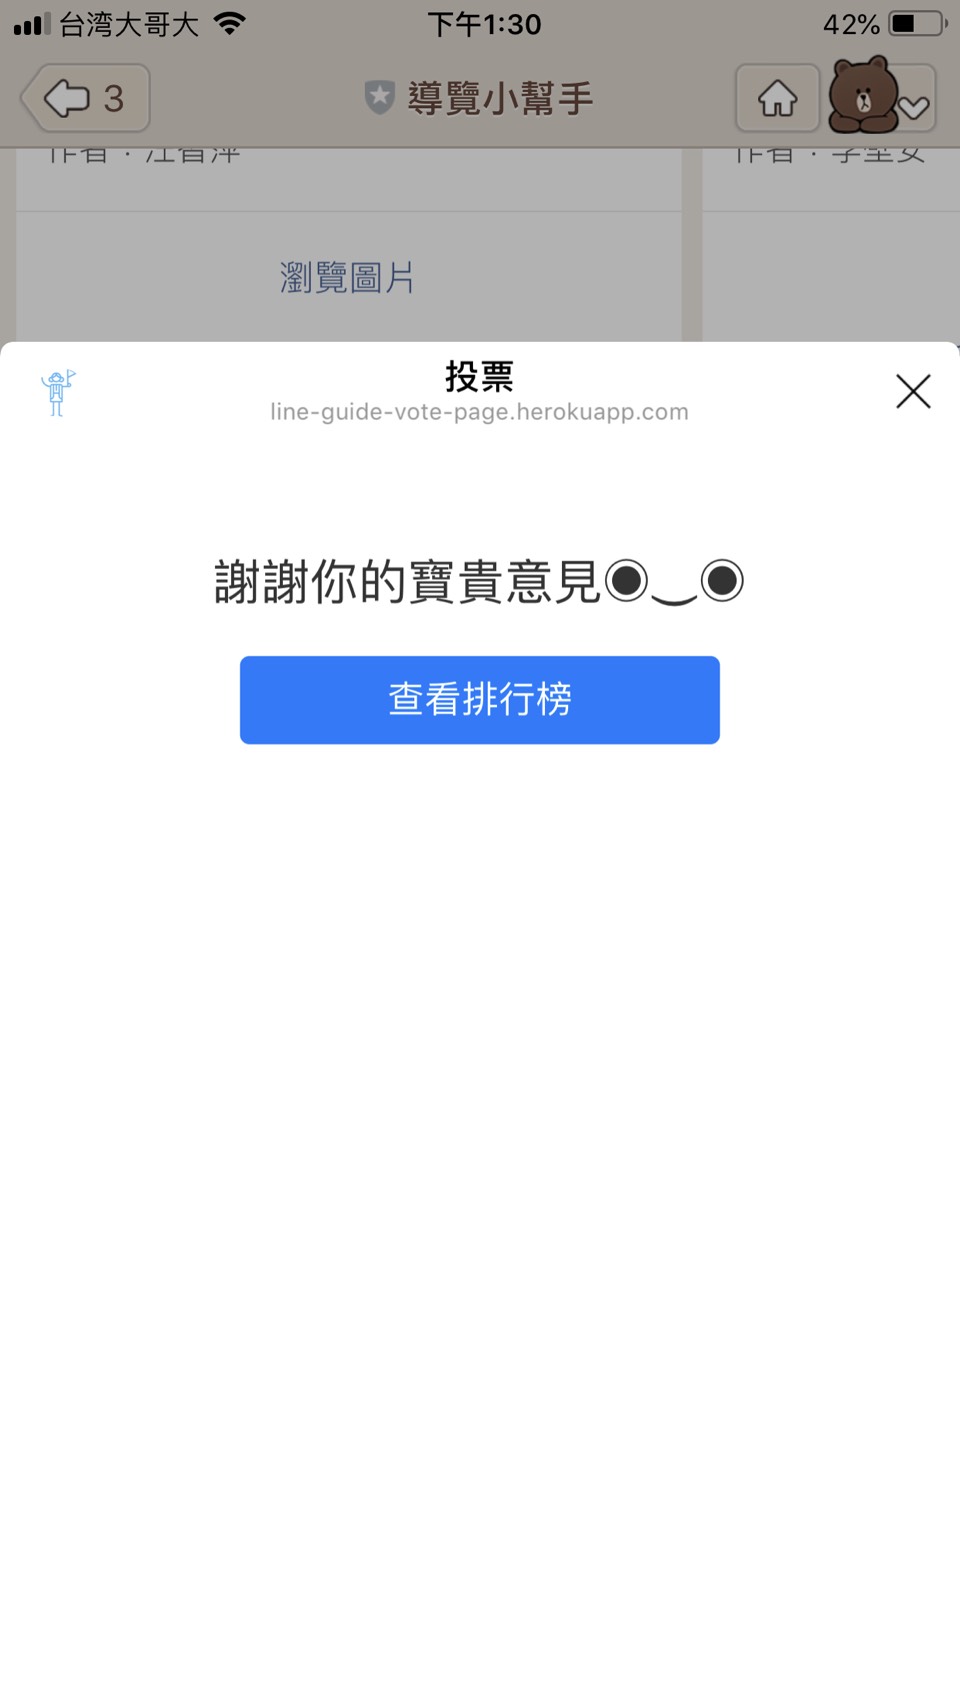 台湾大哥大
下午1:30
42%
3
導覽小幫手
作者：
作者：
瀏覽圖片
投票
line-guide-vote-page.herokuapp.com
謝謝你的寶貴意見◉‿◉
查看排行榜